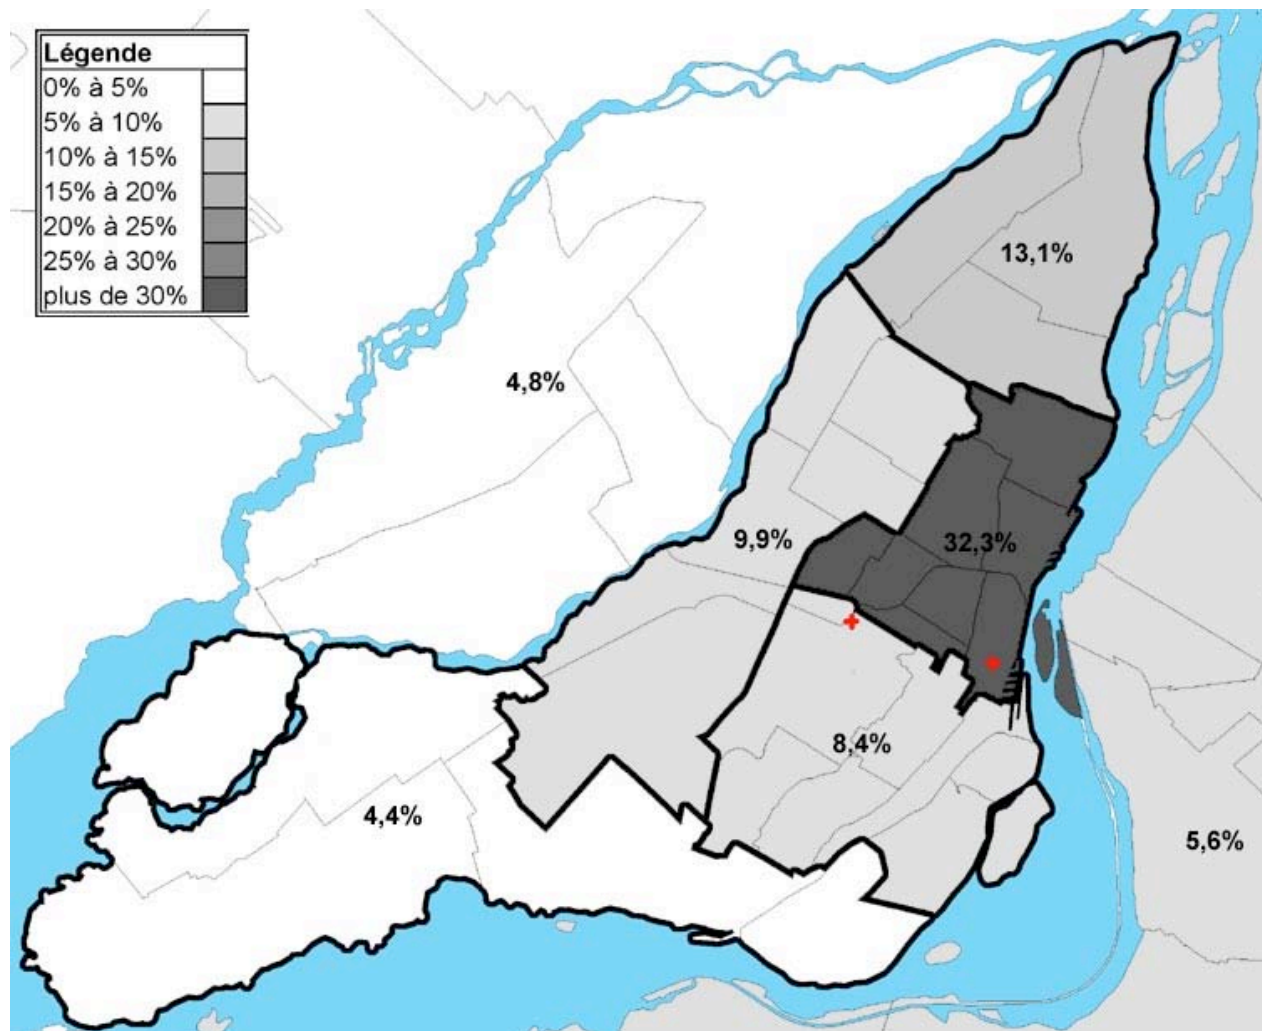 Légende
0% à 5%
5% à 10%
10% à 15%
15% à 20%
20% à 25%
25% à 30%
plus de 30%
13,1%
4,8%
9,9%
32,3%
8,4%
4,4%
5,6%